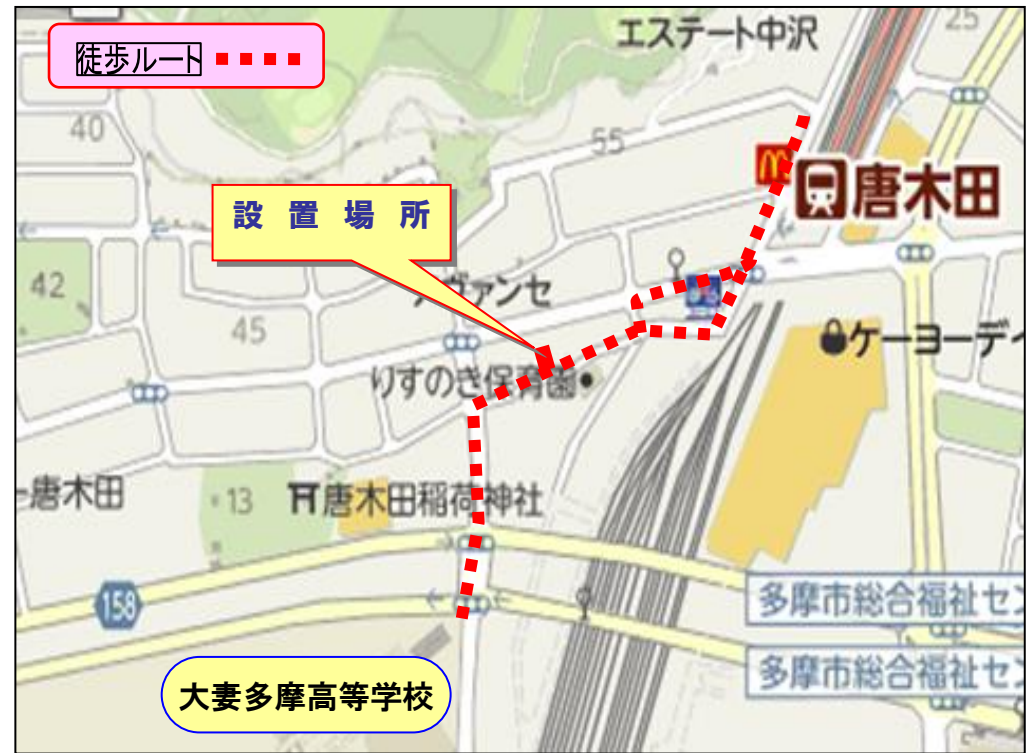 徒歩ルート
エステート中沢
25
40
55
唐木田
設置場所
42
ヴァンセ
45
ケーヨーデイ
りすのき保育園
唐木田
13
唐木田稲荷神社
158
多摩市総合福祉セン
多摩市総合福祉セン
大妻多摩高等学校